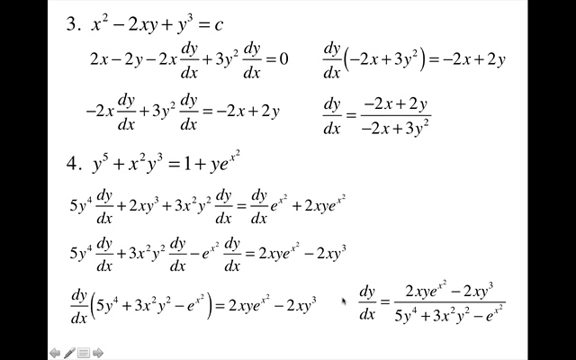 3. x² − 2xy + y³ = c
2x − 2y − 2x dy/dx + 3y² dy/dx = 0
dy/dx (−2x + 3y²) = −2x + 2y
−2x dy/dx + 3y² dy/dx = −2x + 2y
dy/dx = (−2x + 2y)/(−2x + 3y²)
4. y⁵ + x²y³ = 1 + ye^(x²)
5y⁴ dy/dx + 2xy³ + 3x²y² dy/dx = dy/dx e^(x²) + 2xye^(x²)
5y⁴ dy/dx + 3x²y² dy/dx − e^(x²) dy/dx = 2xye^(x²) − 2xy³
dy/dx (5y⁴ + 3x²y² − e^(x²)) = 2xye^(x²) − 2xy³
dy/dx = (2xye^(x²) − 2xy³)/(5y⁴ + 3x²y² − e^(x²))